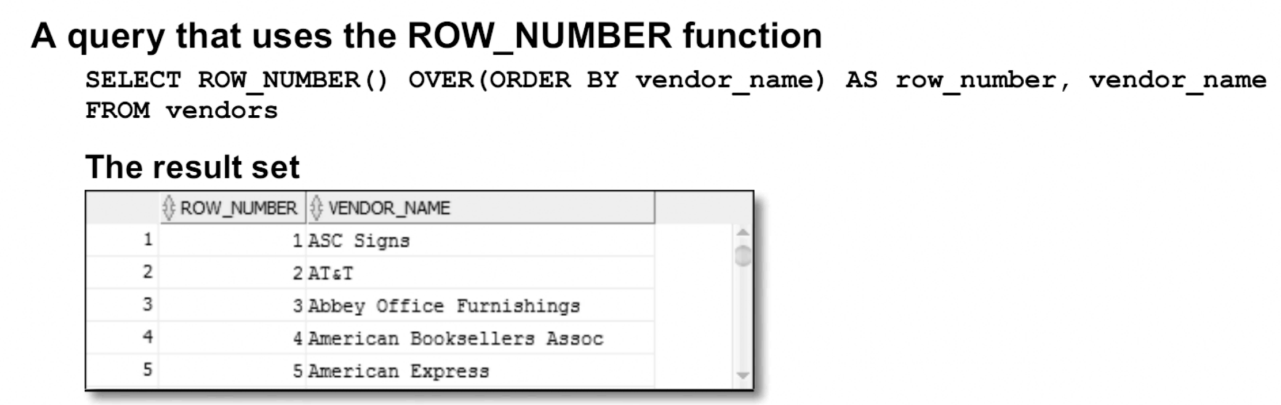 A query that uses the ROW_NUMBER function
SELECT ROW_NUMBER() OVER(ORDER BY vendor_name) AS row_number, vendor_name
FROM vendors
The result set
ROW_NUMBER VENDOR_NAME
1 1 ASC Signs
2 2 AT&T
3 3 Abbey Office Furnishings
4 4 American Booksellers Assoc
5 5 American Express